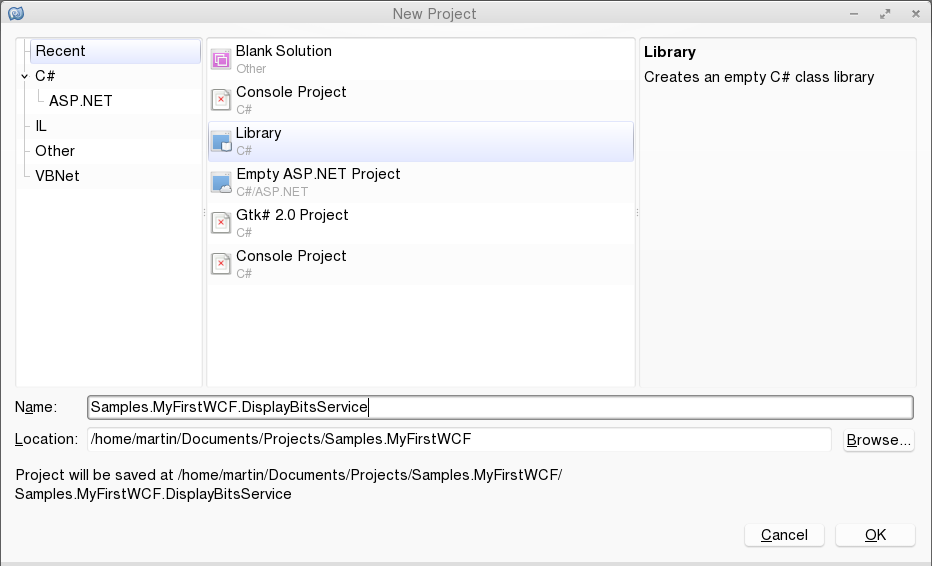 New Project
Recent
C#
ASP.NET
IL
Other
VBNet
Blank Solution
Other
Console Project
C#
Library
C#
Empty ASP.NET Project
C#/ASP.NET
Gtk# 2.0 Project
C#
Console Project
C#
Library
Creates an empty C# class library
Name: Samples.MyFirstWCF.DisplayBitsService
Location: /home/martin/Documents/Projects/Samples.MyFirstWCF Browse...
Project will be saved at /home/martin/Documents/Projects/Samples.MyFirstWCF/
Samples.MyFirstWCF.DisplayBitsService
Cancel OK